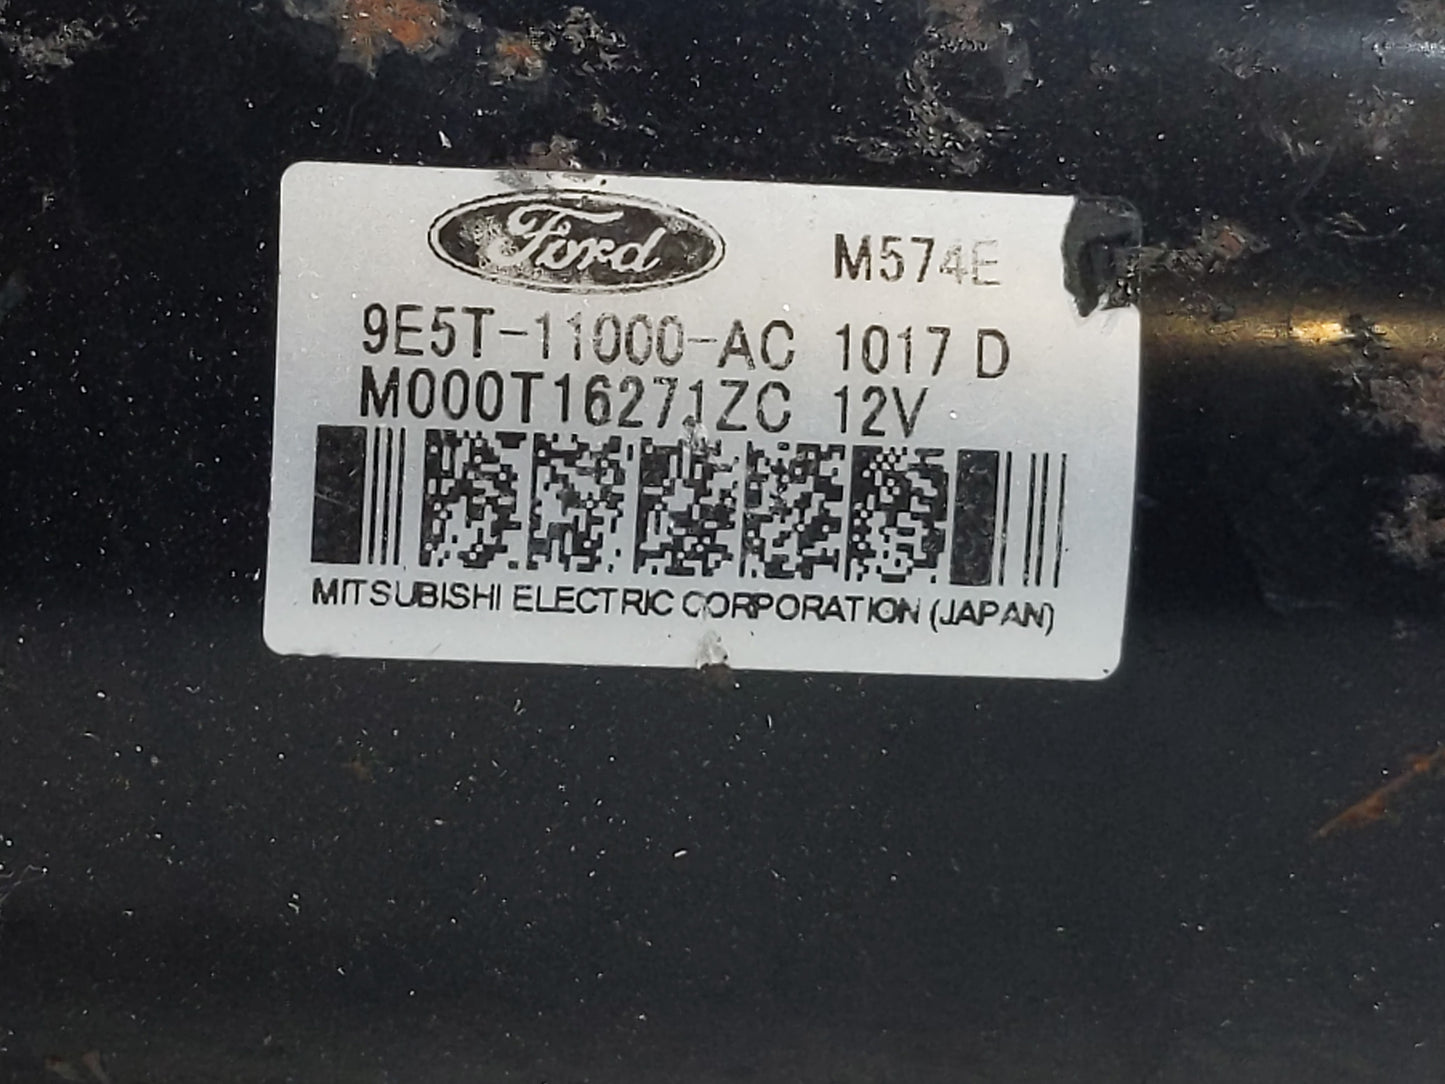 Ford
M574E
9E5T-11000-AC 1017 D
M000T16271ZC 12V
MITSUBISHI ELECTRIC CORPORATION (JAPAN)